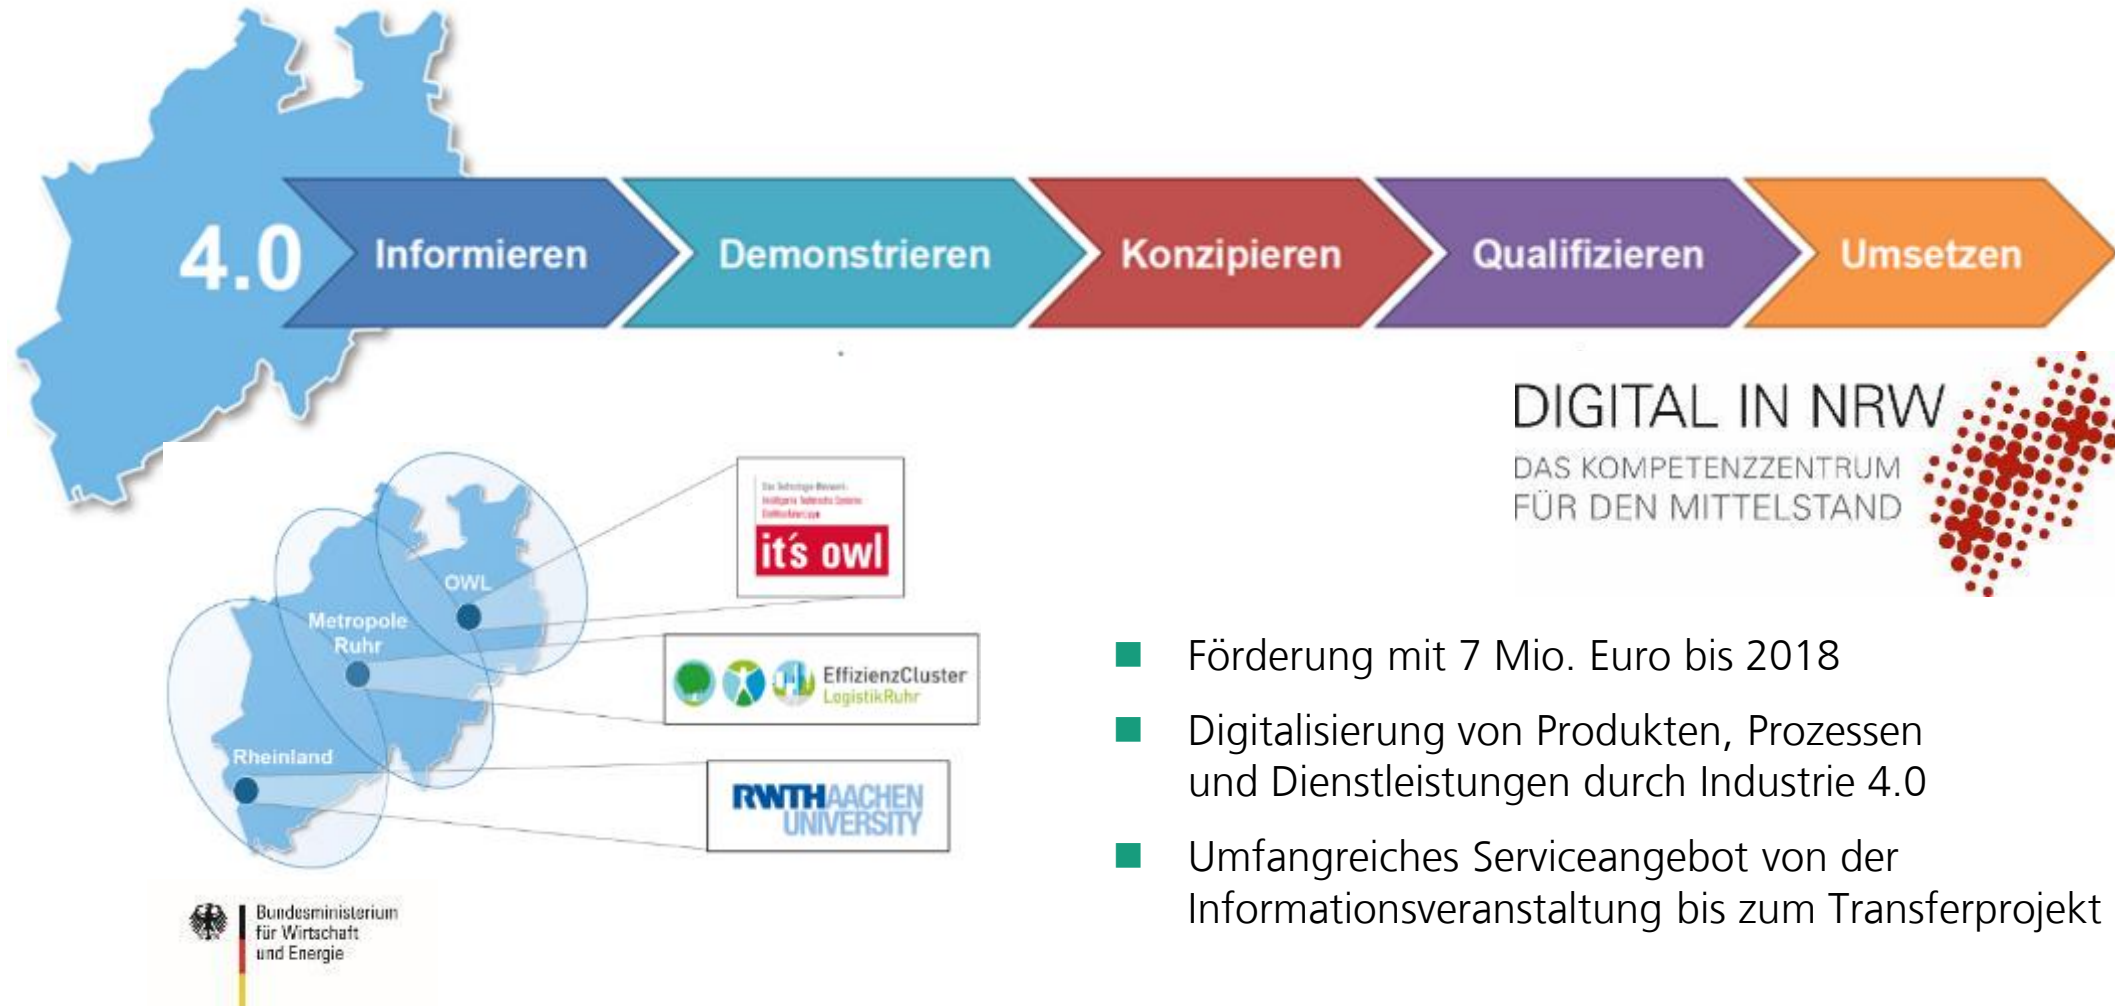 4.0
Informieren
Demonstrieren
Konzipieren
Qualifizieren
Umsetzen
DIGITAL IN NRW
DAS KOMPETENZZENTRUM
FÜR DEN MITTELSTAND
OWL
Metropole
Ruhr
Rheinland
it´s owl
EffizienzCluster
LogistikRuhr
RWTHAACHEN
UNIVERSITY
Förderung mit 7 Mio. Euro bis 2018
Digitalisierung von Produkten, Prozessen
und Dienstleistungen durch Industrie 4.0
Umfangreiches Serviceangebot von der
Informationsveranstaltung bis zum Transferprojekt
Bundesministerium
für Wirtschaft
und Energie